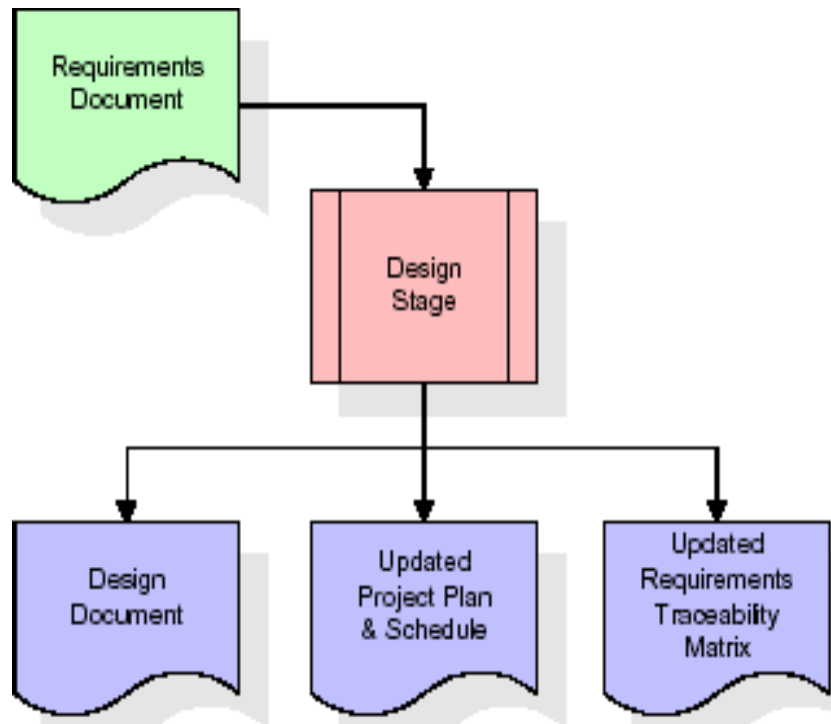 Requirements
Document
Design
Stage
Design
Document
Updated
Project Plan
& Schedule
Updated
Requirements
Traceability
Matrix